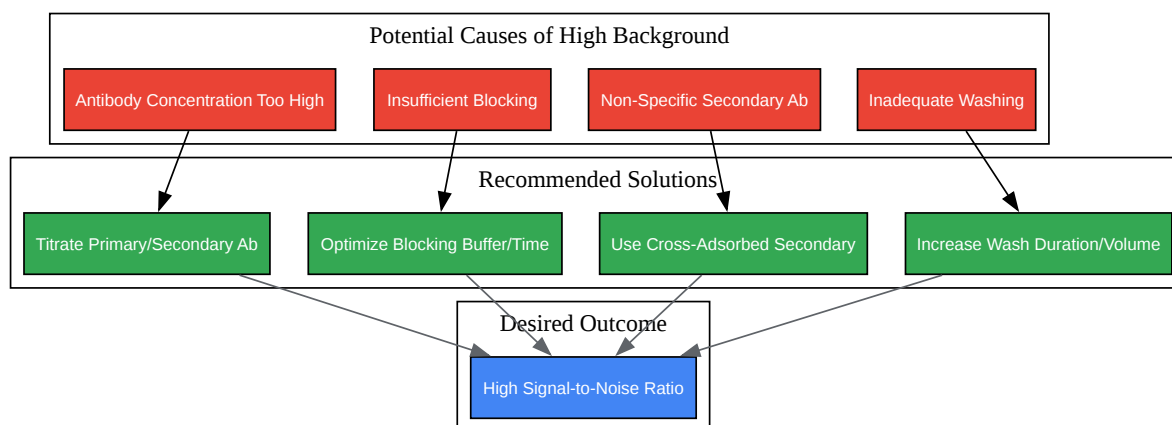 Potential Causes of High Background
Antibody Concentration Too High
Insufficient Blocking
Non-Specific Secondary Ab
Inadequate Washing
Recommended Solutions
Titrate Primary/Secondary Ab
Optimize Blocking Buffer/Time
Use Cross-Adsorbed Secondary
Increase Wash Duration/Volume
Desired Outcome
High Signal-to-Noise Ratio